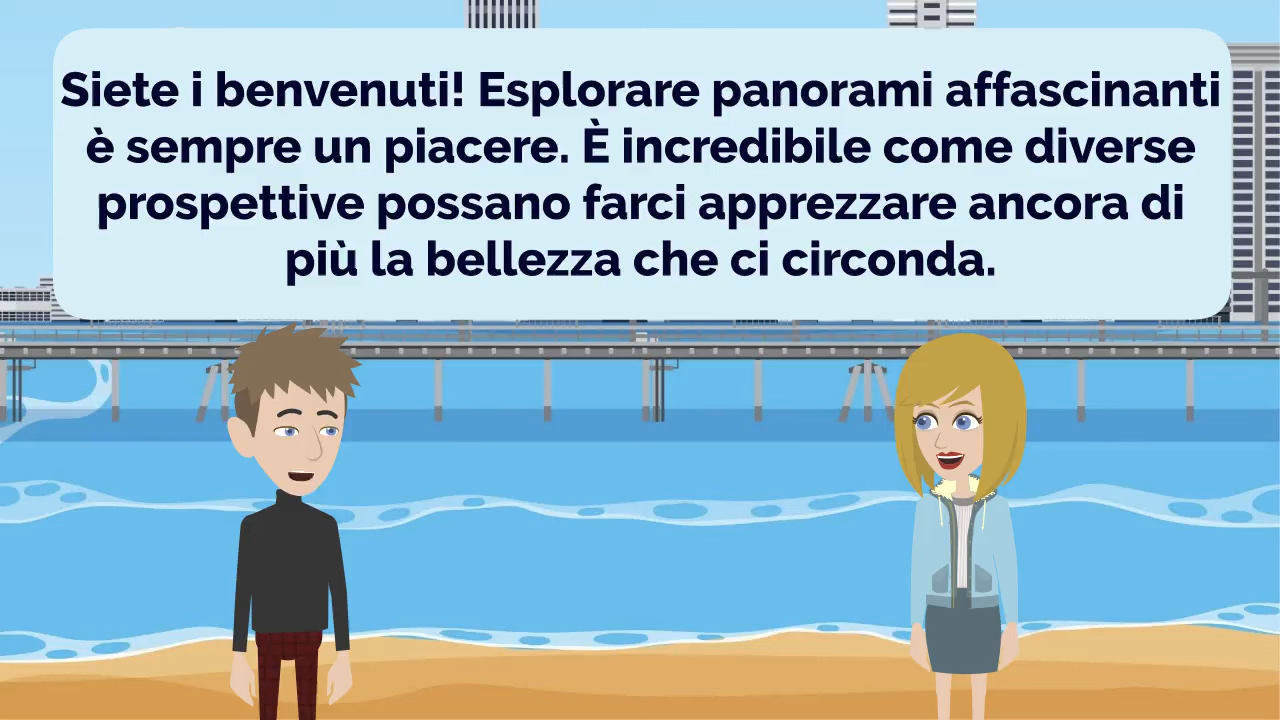 Siete i benvenuti! Esplorare panorami affascinanti
è sempre un piacere. È incredibile come diverse
prospettive possano farci apprezzare ancora di
più la bellezza che ci circonda.